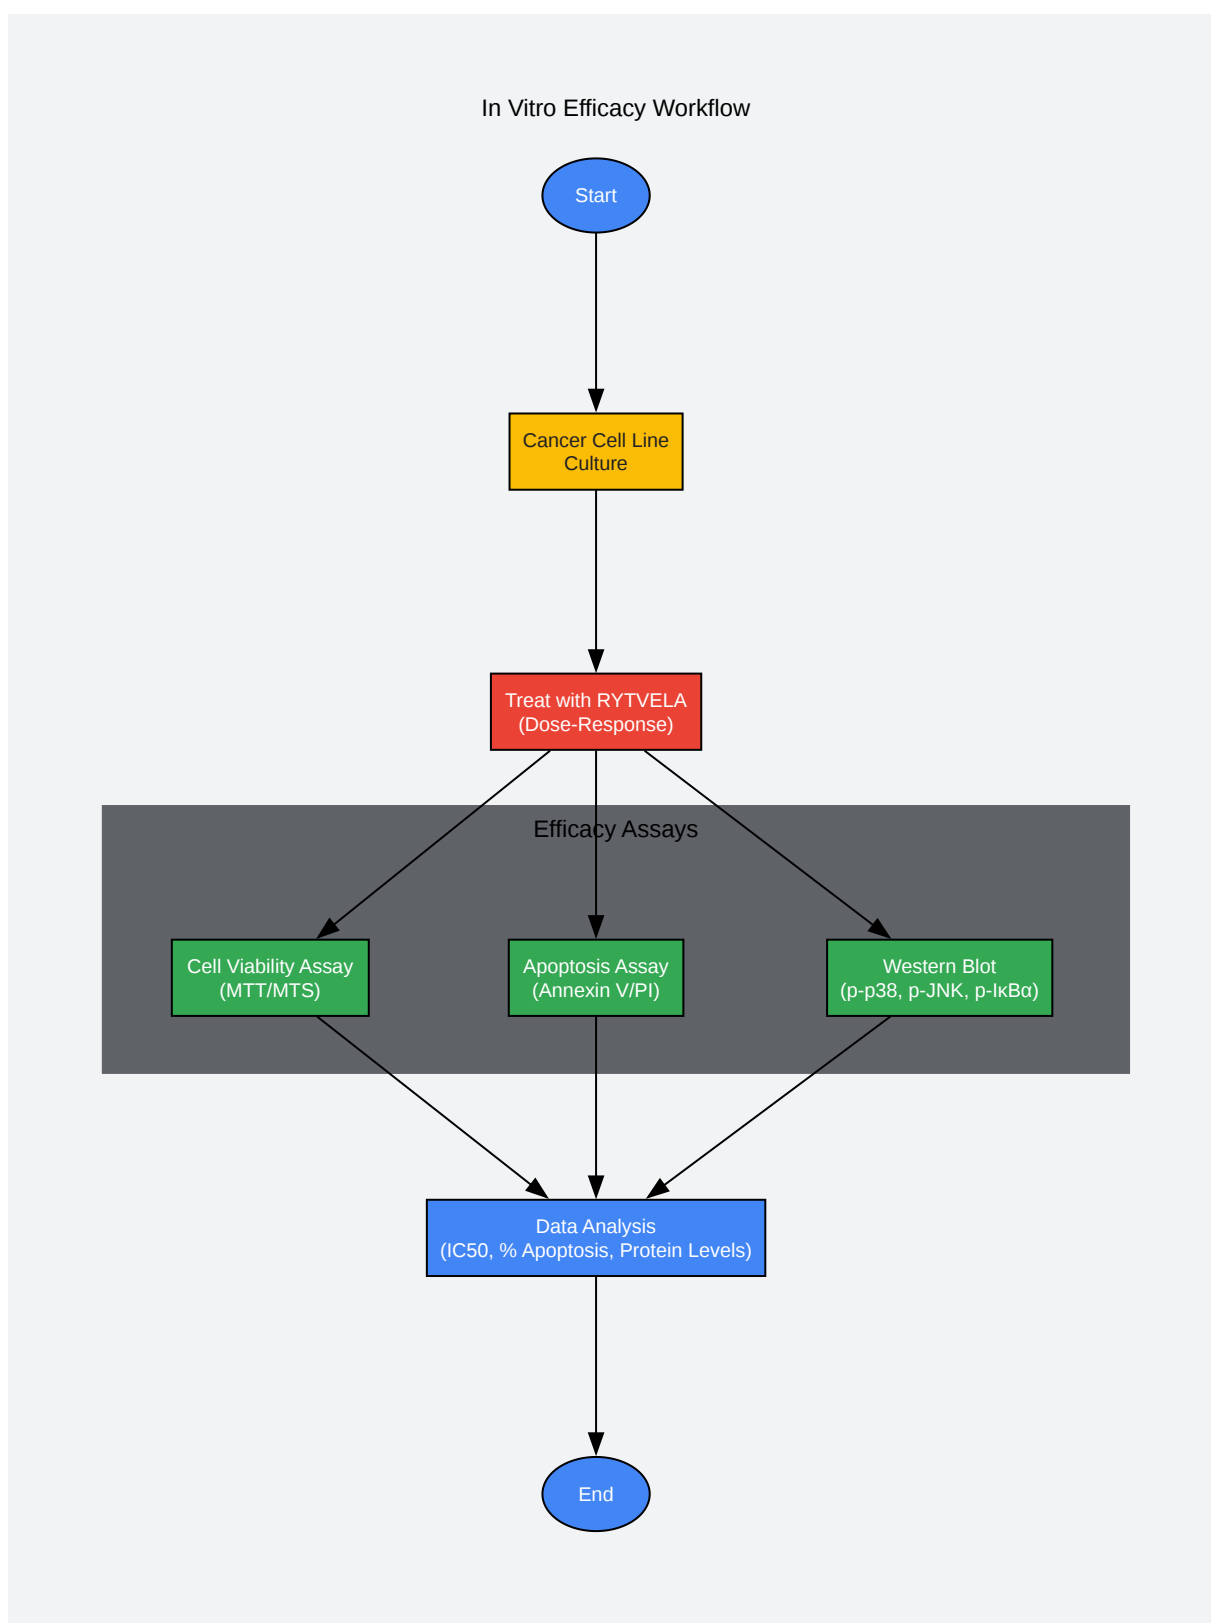 In Vitro Efficacy Workflow
Start
Cancer Cell Line
Culture
Treat with RYTVELA
(Dose-Response)
Efficacy Assays
Cell Viability Assay
(MTT/MTS)
Apoptosis Assay
(Annexin V/PI)
Western Blot
(p-p38, p-JNK, p-IκBα)
Data Analysis
(IC50, % Apoptosis, Protein Levels)
End